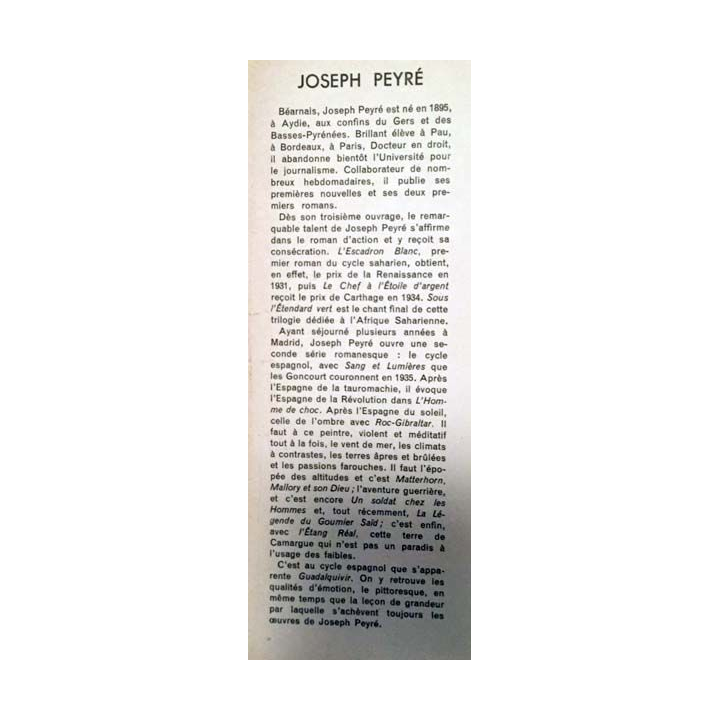 JOSEPH PEYRÉ
Béarnais, Joseph Peyré est né en 1895,
à Aydie, aux confins du Gers et des
Basses-Pyrénées. Brillant élève à Pau,
à Bordeaux, à Paris, Docteur en droit,
il abandonne bientôt l'Université pour
le journalisme. Collaborateur de nom-
breux hebdomadaires, il publie ses
premières nouvelles et ses deux pre-
miers romans.
Dès son troisième ouvrage, le remar-
quable talent de Joseph Peyré s'affirme
dans le roman d'action et y reçoit sa
consécration. L'Escadron Blanc, pre-
mier roman du cycle saharien, obtient,
en effet, le prix de la Renaissance en
1931, puis Le Chef à l'Étoile d'argent
reçoit le prix de Carthage en 1934. Sous
l'Étendard vert est le chant final de cette
trilogie dédiée à l'Afrique Saharienne.
Ayant séjourné plusieurs années à
Madrid, Joseph Peyré ouvre une se-
conde série romanesque : le cycle
espagnol, avec Sang et Lumières que
les Goncourt couronnent en 1935. Après
l'Espagne de la tauromachie, il évoque
l'Espagne de la Révolution dans L'Hom-
me de choc. Après l'Espagne du soleil,
celle de l'ombre avec Roc-Gibraltar. Il
faut à ce peintre, violent et méditatif
tout à la fois, le vent de mer, les climats
à contrastes, les terres âpres et brûlées
et les passions farouches. Il faut l'épo-
pée des altitudes et c'est Matterhorn,
Mallory et son Dieu ; l'aventure guerrière,
et c'est encore Un soldat chez les
Hommes et, tout récemment, La Lé-
gende du Goumier Saïd ; c'est enfin,
avec l'Étang Réal, cette terre de
Camargue qui n'est pas un paradis à
l'usage des faibles.
C'est au cycle espagnol que s'appa-
rente Guadalquivir. On y retrouve les
qualités d'émotion, le pittoresque, en
même temps que la leçon de grandeur
par laquelle s'achèvent toujours les
œuvres de Joseph Peyré.